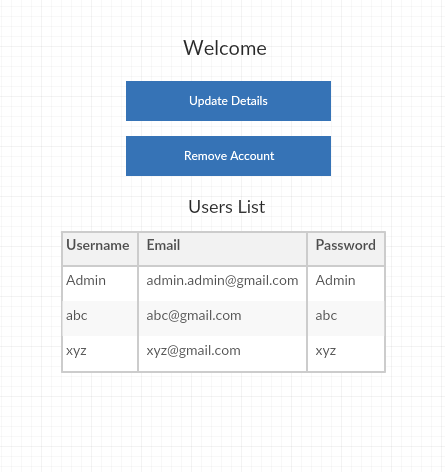 Welcome
Update Details
Remove Account
Users List
Username Email Password
Admin admin.admin@gmail.com Admin
abc abc@gmail.com abc
xyz xyz@gmail.com xyz